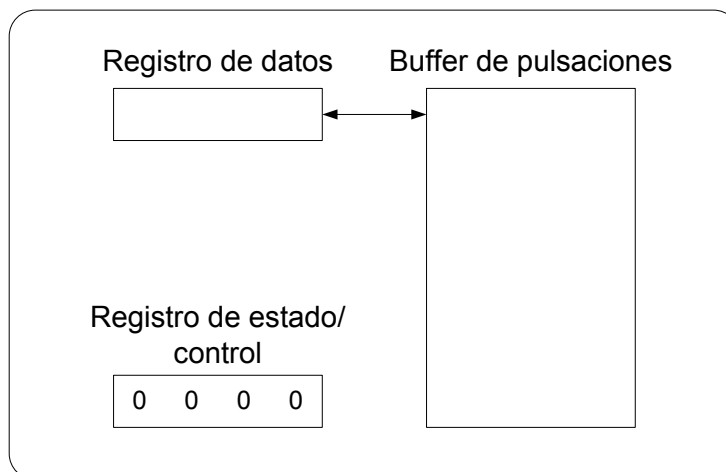 Registro de datos
Buffer de pulsaciones
Registro de estado/
control
0 0 0 0